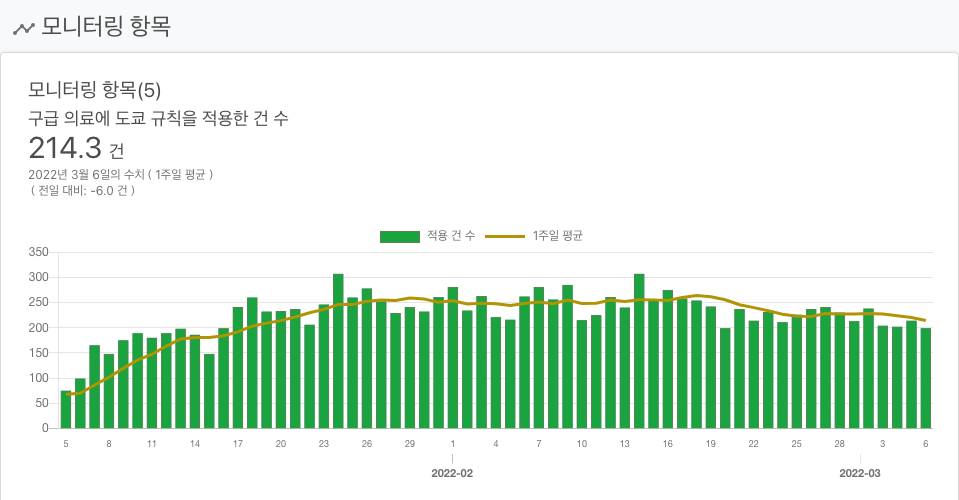 모니터링 항목
모니터링 항목(5)
구급 의료에 도쿄 규칙을 적용한 건 수
214.3 건
2022년 3월 6일의 수치 ( 1주일 평균 )
( 전일 대비: -6.0 건 )
적용 건 수 1주일 평균
350
300
250
200
150
100
50
0
5 8 11 14 17 20 23 26 29 1 4 7 10 13 16 19 22 25 28 3 6
2022-02 2022-03